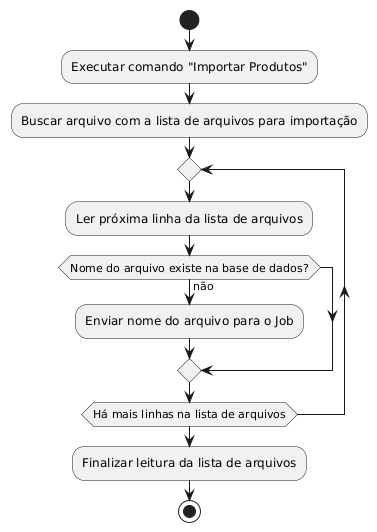 Executar comando "Importar Produtos"
Buscar arquivo com a lista de arquivos para importação
Ler próxima linha da lista de arquivos
Nome do arquivo existe na base de dados?
não
Enviar nome do arquivo para o Job
Há mais linhas na lista de arquivos
Finalizar leitura da lista de arquivos